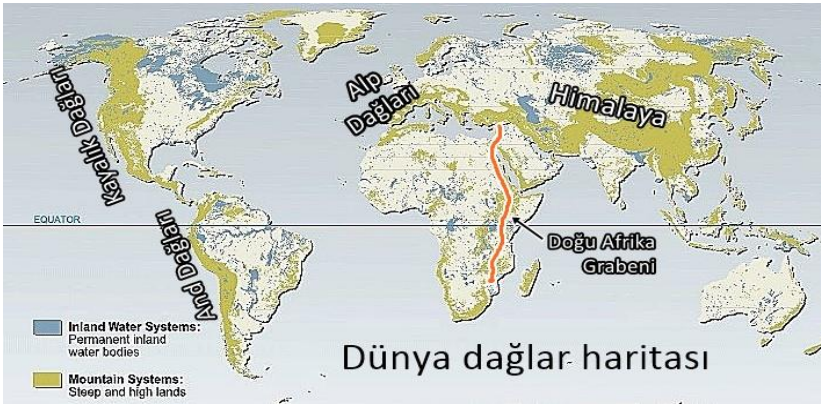 Kayalık Dağları
Alp
Dağları
Himalaya
EQUATOR
And Dağları
Doğu Afrika
Grabeni
Inland Water Systems:
Permanent inland
water bodies
Mountain Systems:
Steep and high lands
Dünya dağlar haritası